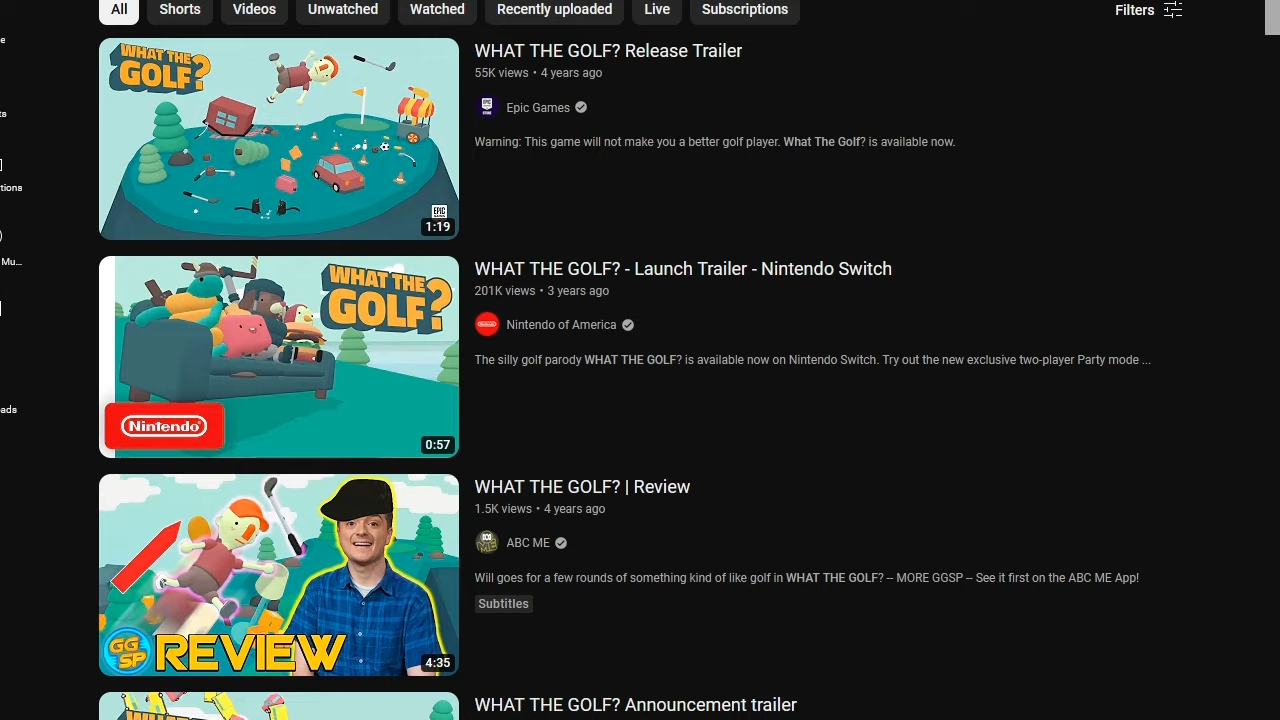 All
Shorts
Videos
Unwatched
Watched
Recently uploaded
Live
Subscriptions
Filters
WHAT THE
GOLF?
EPIC
1:19
WHAT THE GOLF? Release Trailer
55K views • 4 years ago
Epic Games
Warning: This game will not make you a better golf player. What The Golf? is available now.
tions
Mu...
oads
WHAT THE
GOLF?
Nintendo
0:57
WHAT THE GOLF? - Launch Trailer - Nintendo Switch
201K views • 3 years ago
Nintendo of America
The silly golf parody WHAT THE GOLF? is available now on Nintendo Switch. Try out the new exclusive two-player Party mode ...
GG
SP
REVIEW
4:35
WHAT THE GOLF? | Review
1.5K views • 4 years ago
ABC ME
Will goes for a few rounds of something kind of like golf in WHAT THE GOLF? -- MORE GGSP -- See it first on the ABC ME App!
Subtitles
WHAT THE GOLF? Announcement trailer